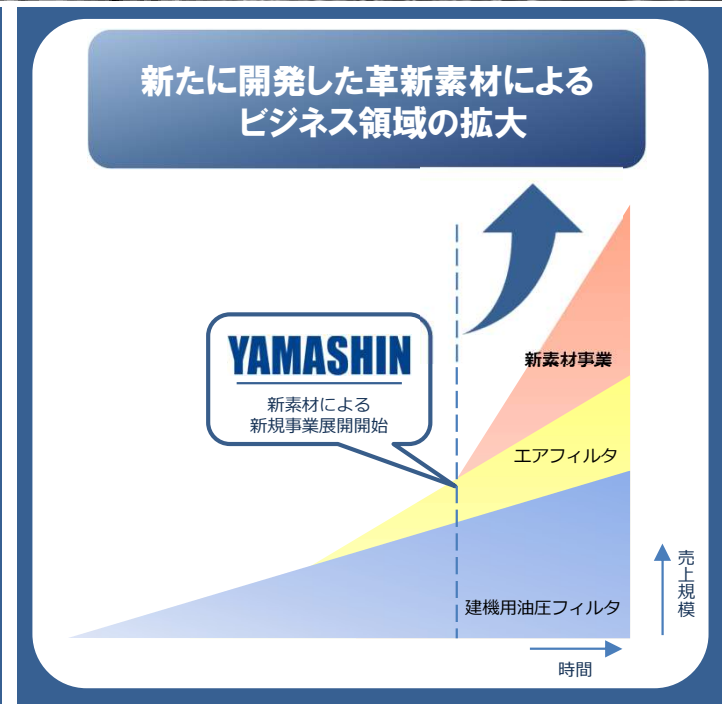 新たに開発した革新素材による
ビジネス領域の拡大
YAMASHIN
新素材による
新規事業展開開始
新素材事業
エアフィルタ
建機用油圧フィルタ
売上規模
時間